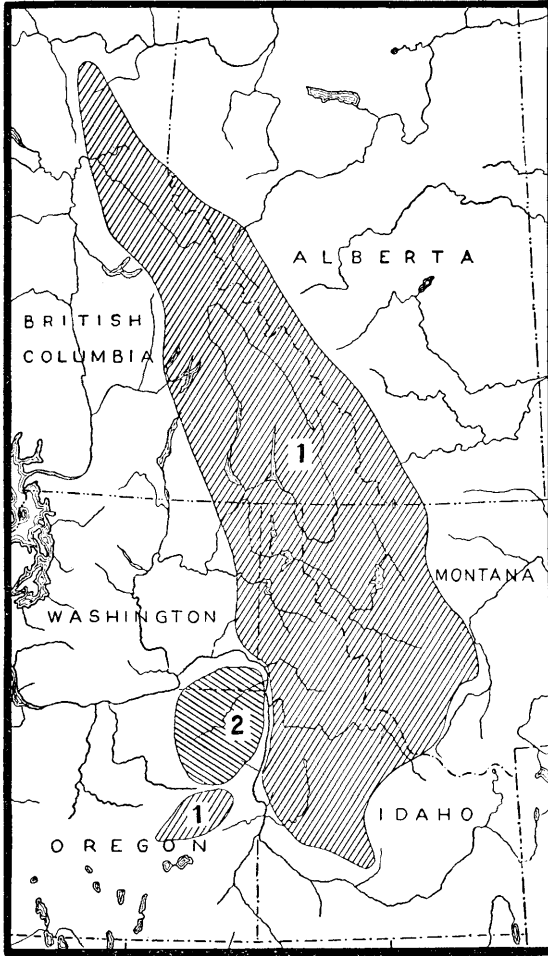 ALBERTA
BRITISH
COLUMBIA
1
MONTANA
WASHINGTON
2
1
IDAHO
OREGON